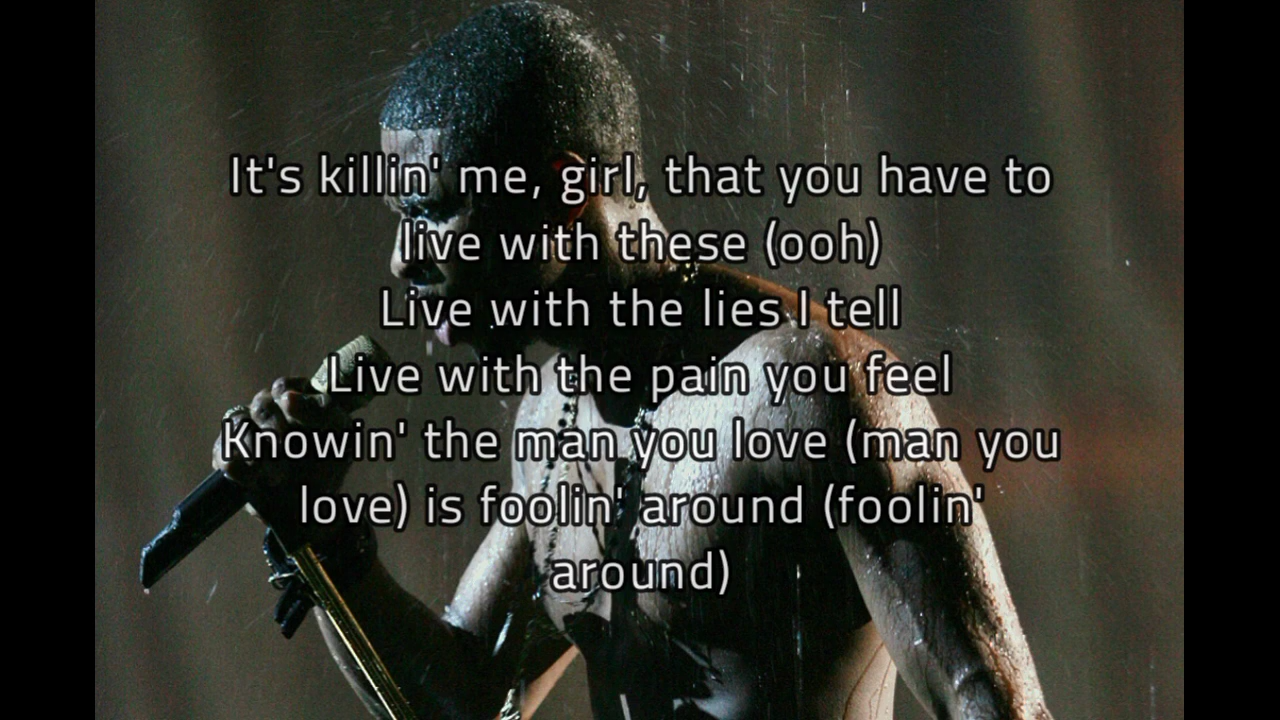 It's killin' me, girl, that you have to
live with these (ooh)
Live with the lies I tell
Live with the pain you feel
Knowin' the man you love (man you
love) is foolin' around (foolin'
around)